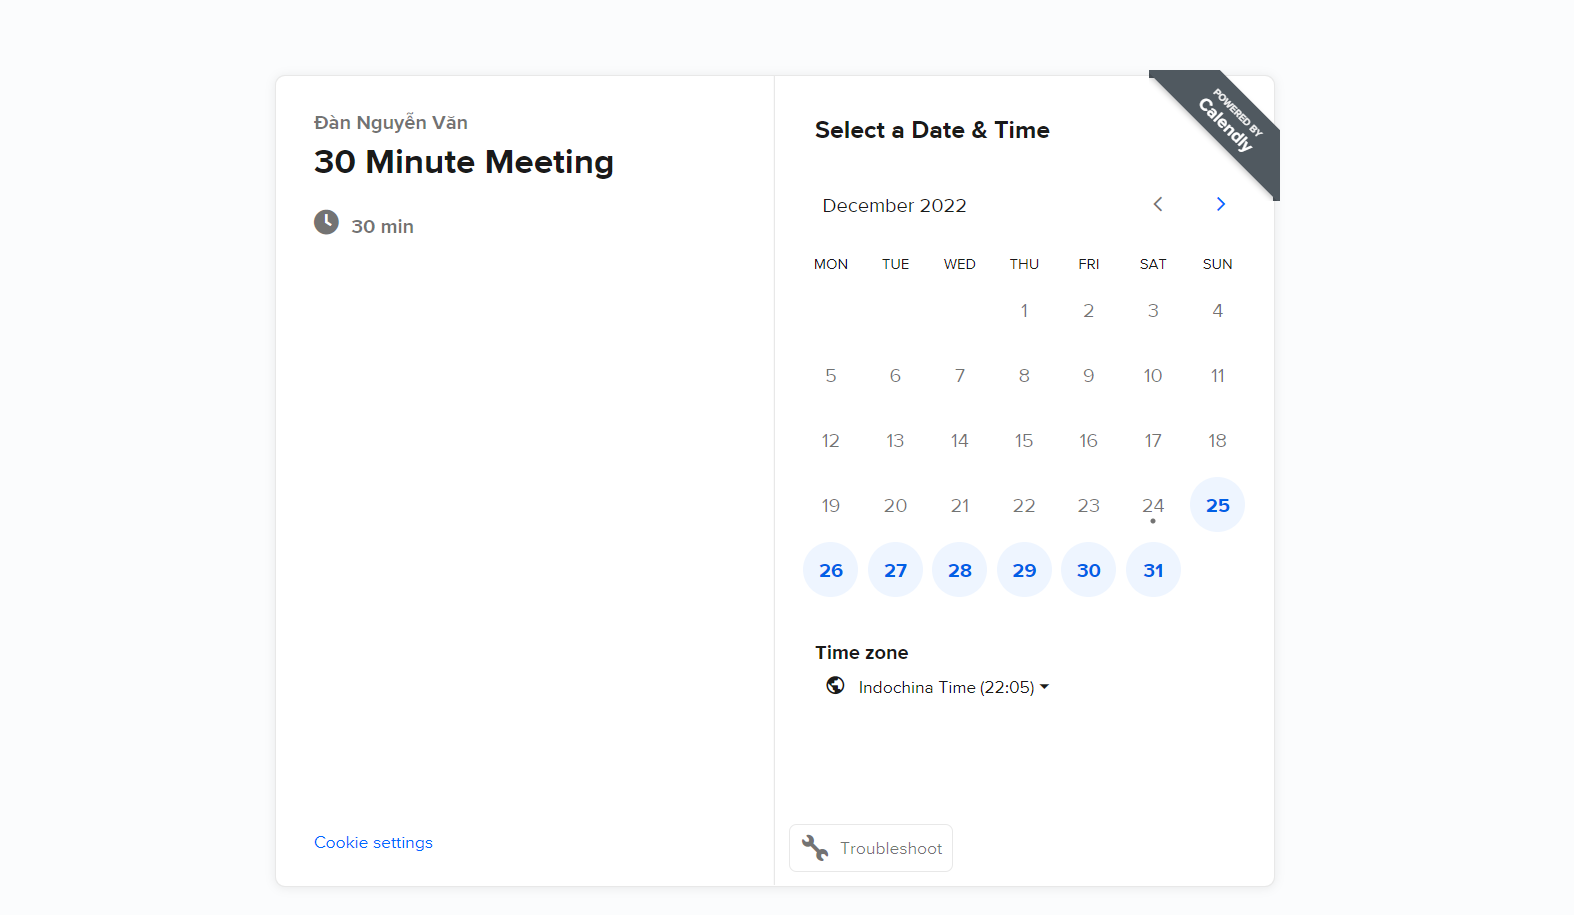 Đàn Nguyễn Văn
30 Minute Meeting
30 min
Cookie settings
POWERED BY
Calendly
Select a Date & Time
December 2022
MON TUE WED THU FRI SAT SUN
1 2 3 4
5 6 7 8 9 10 11
12 13 14 15 16 17 18
19 20 21 22 23 24 25
26 27 28 29 30 31
Time zone
Indochina Time (22:05)
Troubleshoot